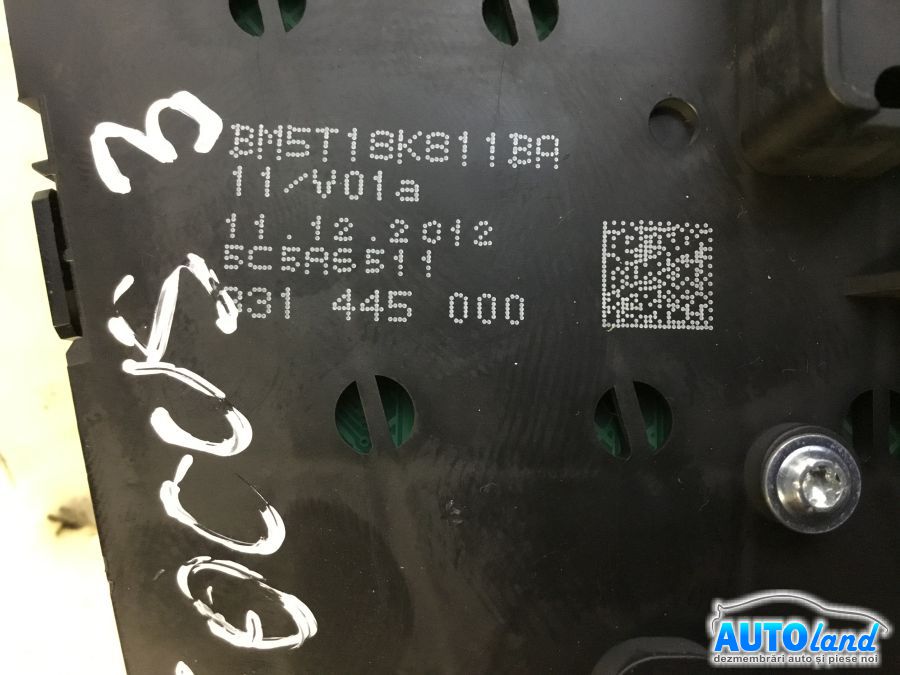 BM5T18K811BA
11/V01a
11.12.2012
5C5A6511
831 445 000
FOCUS 3
AUTOland
dezmembrări auto și piese noi